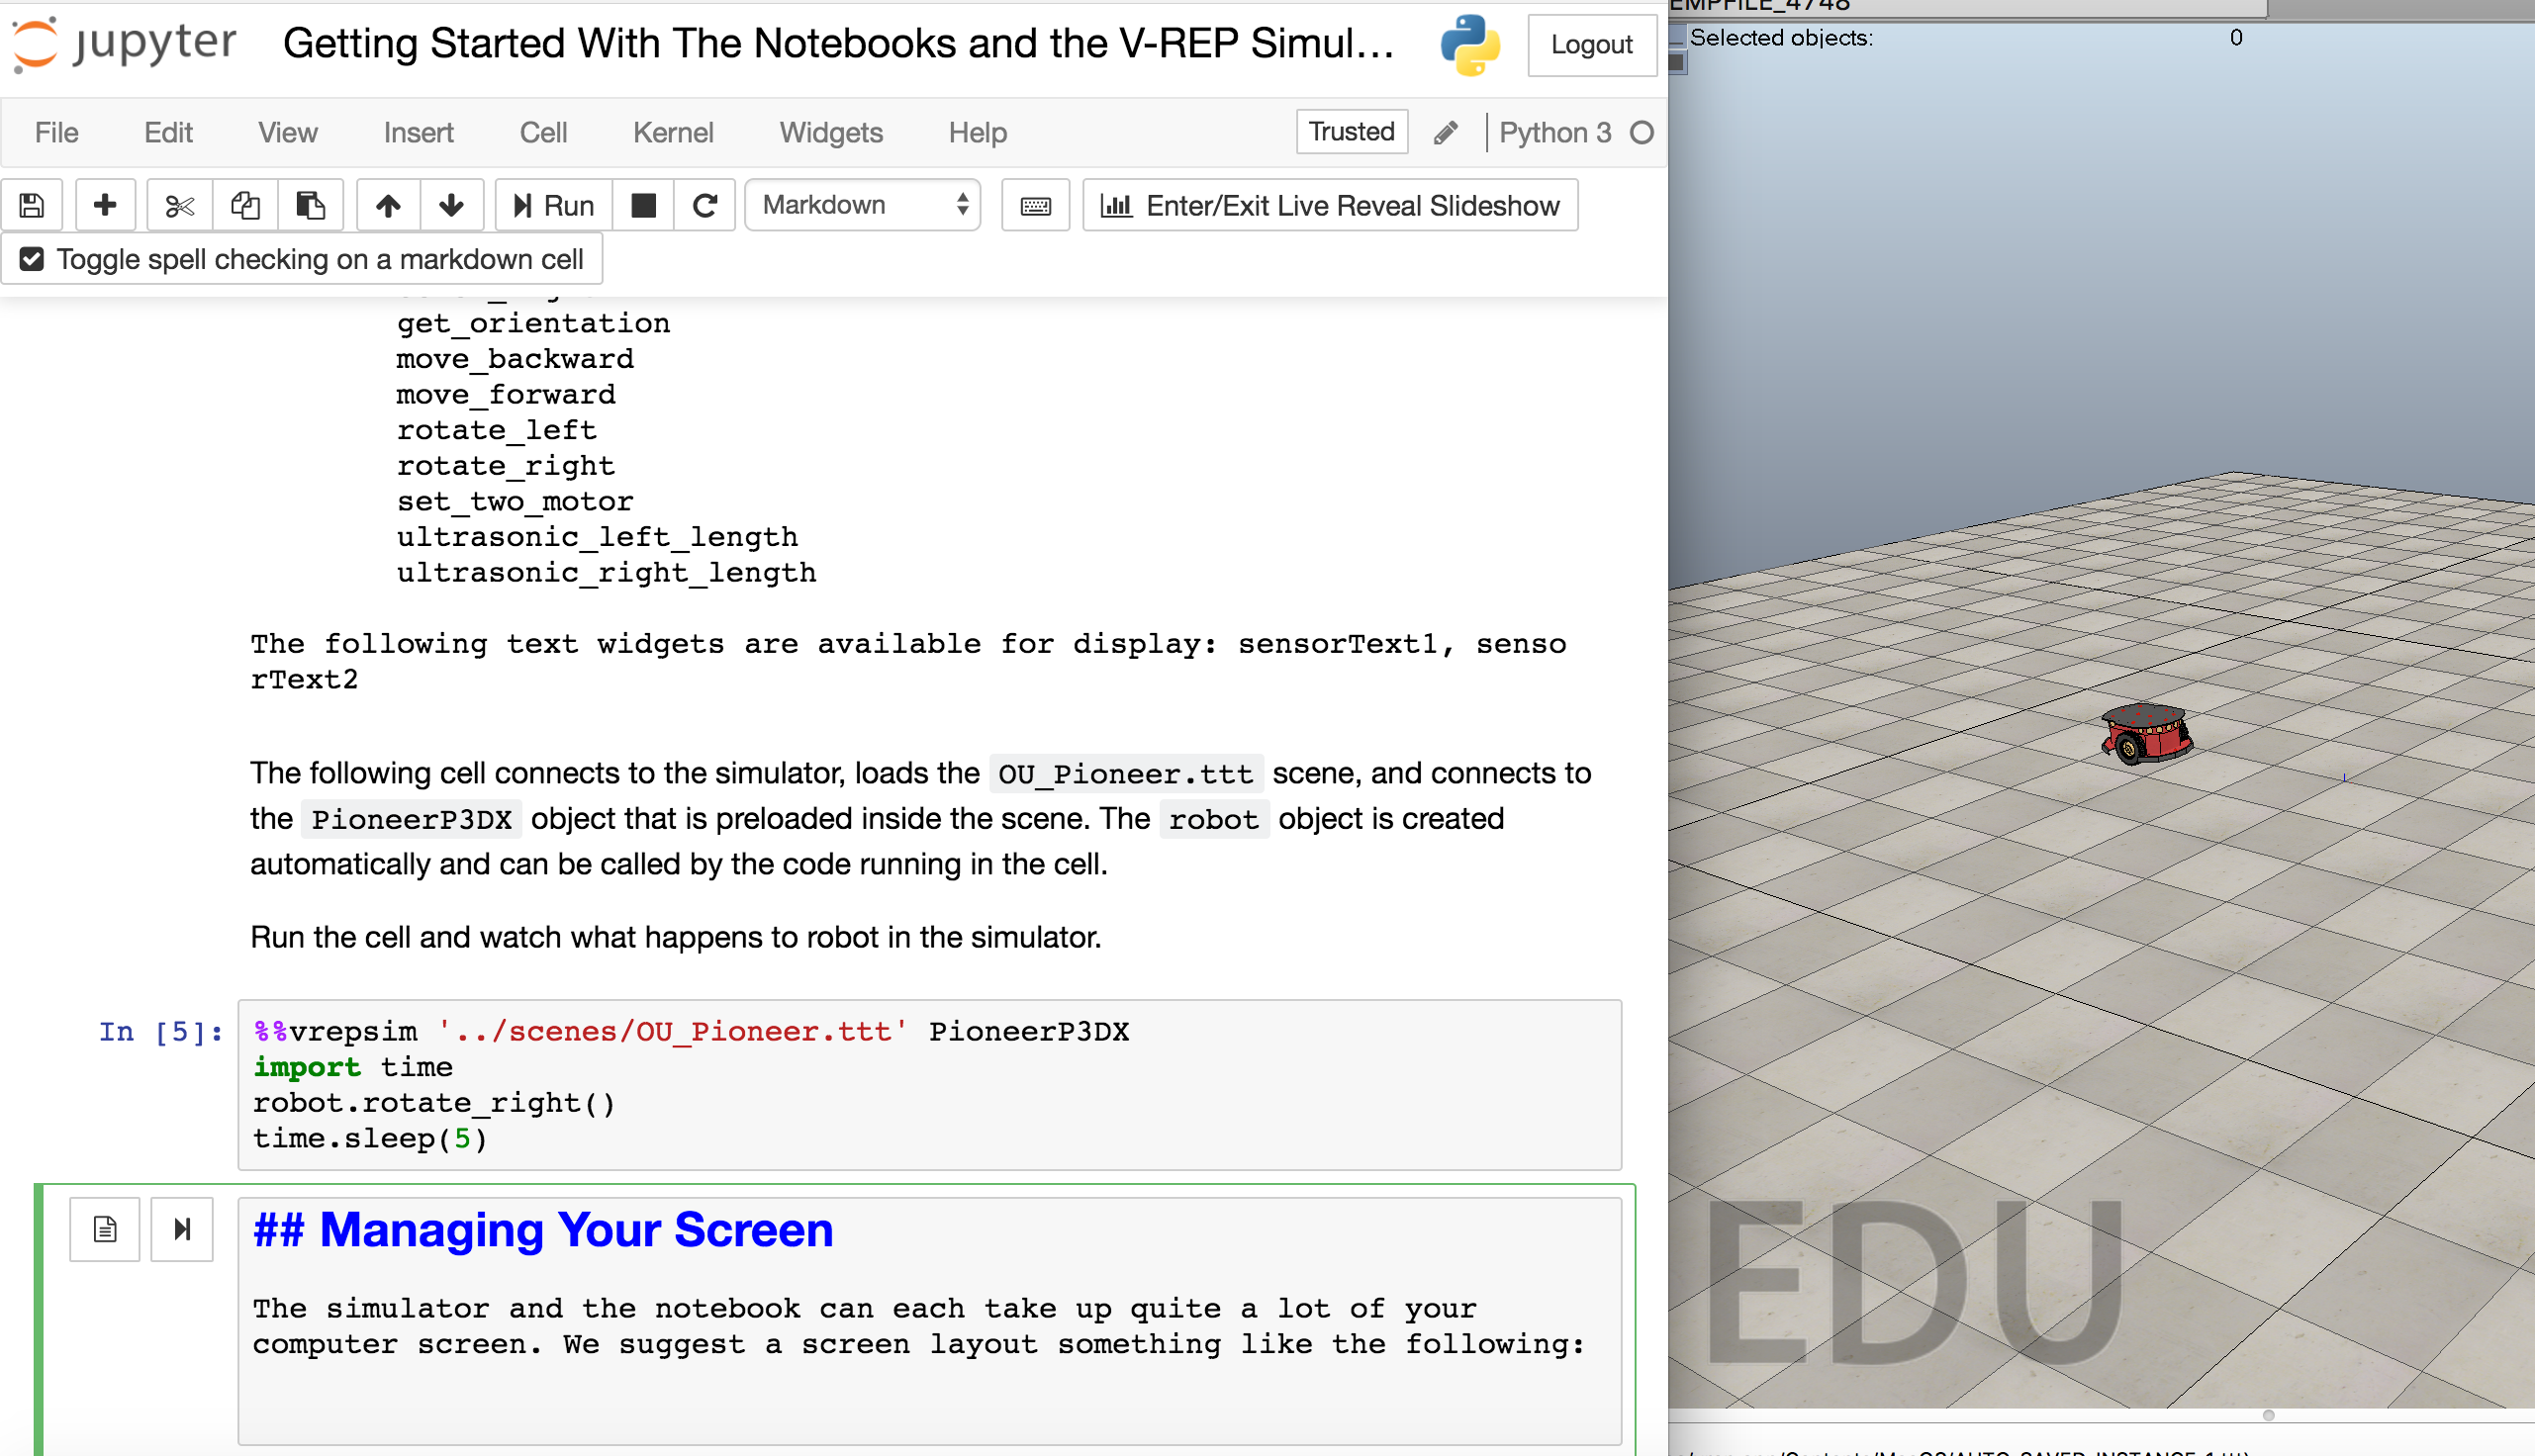 jupyter Getting Started With The Notebooks and the V-REP Simul... Logout
File Edit View Insert Cell Kernel Widgets Help Trusted Python 3
Run Markdown Enter/Exit Live Reveal Slideshow
Toggle spell checking on a markdown cell
get_orientation
move_backward
move_forward
rotate_left
rotate_right
set_two_motor
ultrasonic_left_length
ultrasonic_right_length
The following text widgets are available for display: sensorText1, senso
rText2
The following cell connects to the simulator, loads the OU_Pioneer.ttt scene, and connects to
the PioneerP3DX object that is preloaded inside the scene. The robot object is created
automatically and can be called by the code running in the cell.
Run the cell and watch what happens to robot in the simulator.
In [5]: %%vrepsim '../scenes/OU_Pioneer.ttt' PioneerP3DX
import time
robot.rotate_right()
time.sleep(5)
## Managing Your Screen
The simulator and the notebook can each take up quite a lot of your
computer screen. We suggest a screen layout something like the following:
EMPFILE_4748
Selected objects: 0
EDU